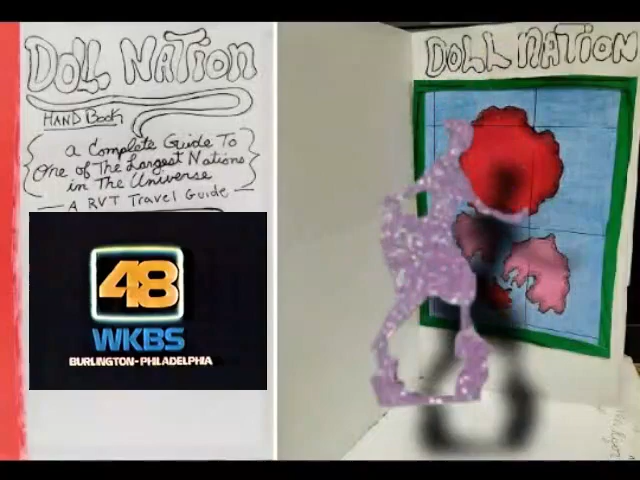 DOLL NATION
HAND Book
a Complete Guide To
One of The Largest Nations
in The Universe
A RVT Travel Guide
48
WKBS
BURLINGTON-PHILADELPHIA
DOLL NATION